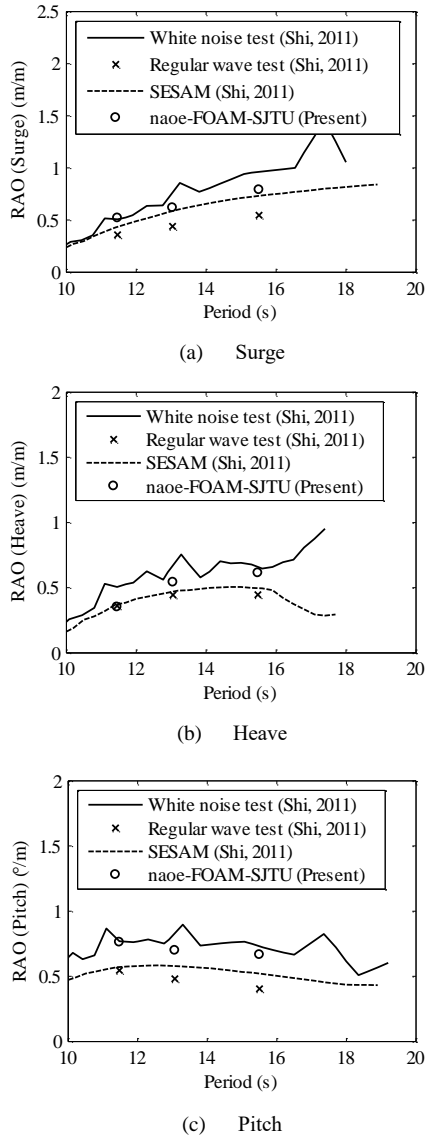 2.5
2
1.5
1
0.5
0
RAO (Surge) (m/m)
White noise test (Shi, 2011)
Regular wave test (Shi, 2011)
SESAM (Shi, 2011)
naoe-FOAM-SJTU (Present)
10 12 14 16 18 20
Period (s)
(a) Surge
2
1.5
1
0.5
0
RAO (Heave) (m/m)
White noise test (Shi, 2011)
Regular wave test (Shi, 2011)
SESAM (Shi, 2011)
naoe-FOAM-SJTU (Present)
10 12 14 16 18 20
Period (s)
(b) Heave
2
1.5
1
0.5
0
RAO (Pitch) (º/m)
White noise test (Shi, 2011)
Regular wave test (Shi, 2011)
SESAM (Shi, 2011)
naoe-FOAM-SJTU (Present)
10 12 14 16 18 20
Period (s)
(c) Pitch